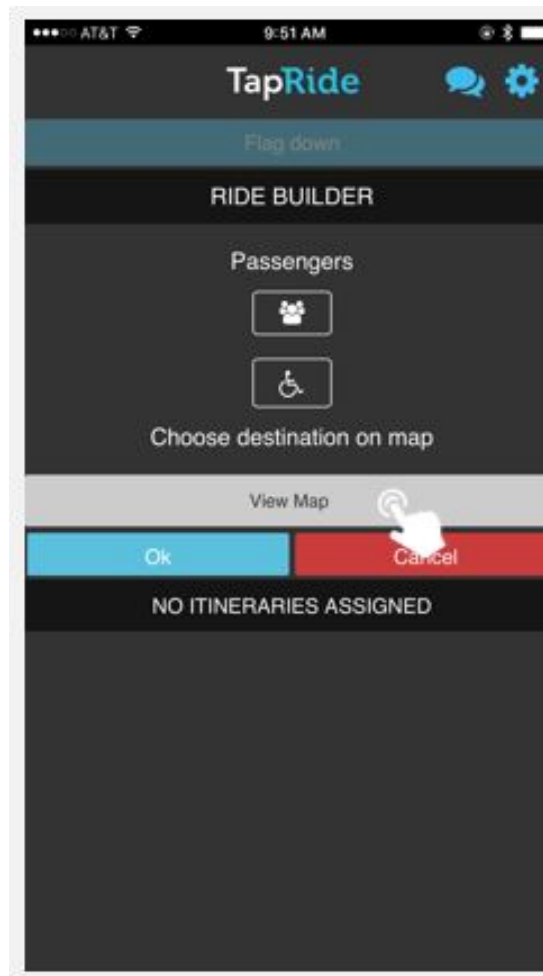 AT&T 9:51 AM
TapRide
Flag down
RIDE BUILDER
Passengers
Choose destination on map
View Map
Ok Cancel
NO ITINERARIES ASSIGNED